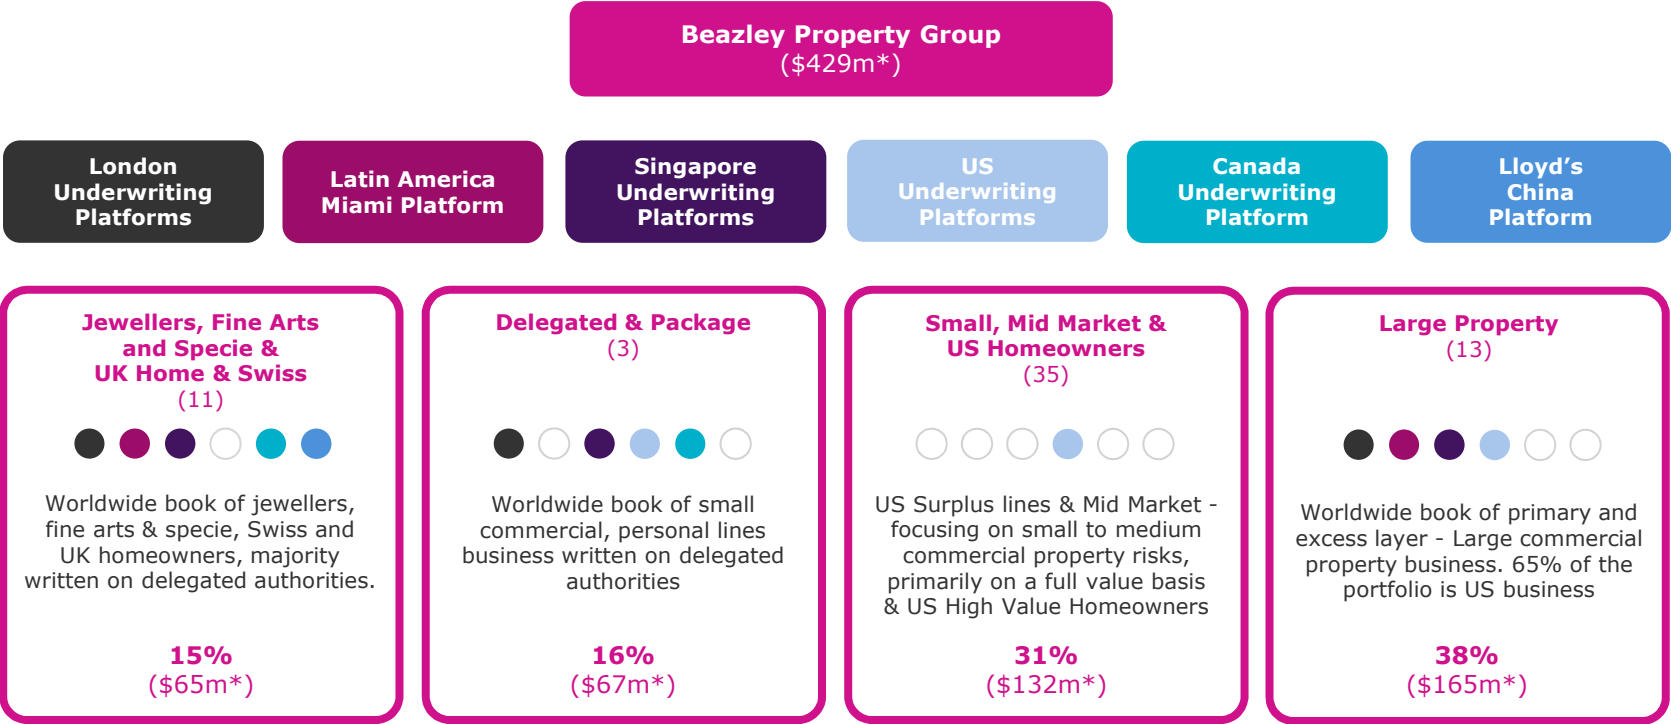 Beazley Property Group
($429m*)
London
Underwriting
Platforms
Latin America
Miami Platform
Singapore
Underwriting
Platforms
US
Underwriting
Platforms
Canada
Underwriting
Platform
Lloyd’s
China
Platform
Jewellers, Fine Arts
and Specie &
UK Home & Swiss
(11)
Worldwide book of jewellers,
fine arts & specie, Swiss and
UK homeowners, majority
written on delegated authorities.
15%
($65m*)
Delegated & Package
(3)
Worldwide book of small
commercial, personal lines
business written on delegated
authorities
16%
($67m*)
Small, Mid Market &
US Homeowners
(35)
US Surplus lines & Mid Market -
focusing on small to medium
commercial property risks,
primarily on a full value basis
& US High Value Homeowners
31%
($132m*)
Large Property
(13)
Worldwide book of primary and
excess layer - Large commercial
property business. 65% of the
portfolio is US business
38%
($165m*)